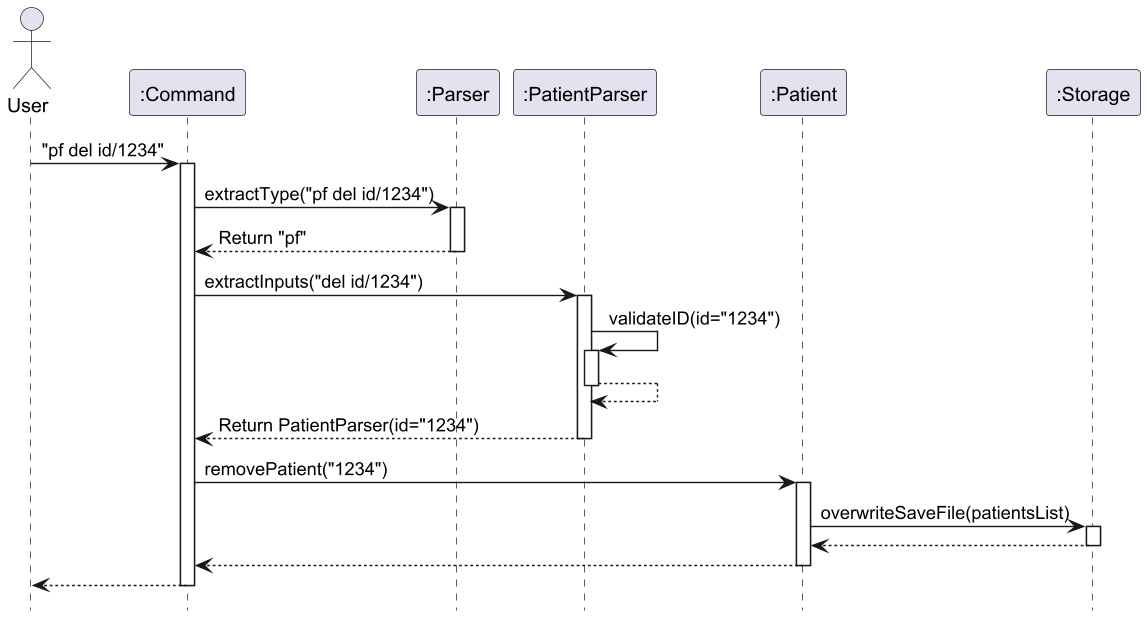 User
:Command
:Parser
:PatientParser
:Patient
:Storage
"pf del id/1234"
extractType("pf del id/1234")
Return "pf"
extractInputs("del id/1234")
validateID(id="1234")
Return PatientParser(id="1234")
removePatient("1234")
overwriteSaveFile(patientsList)